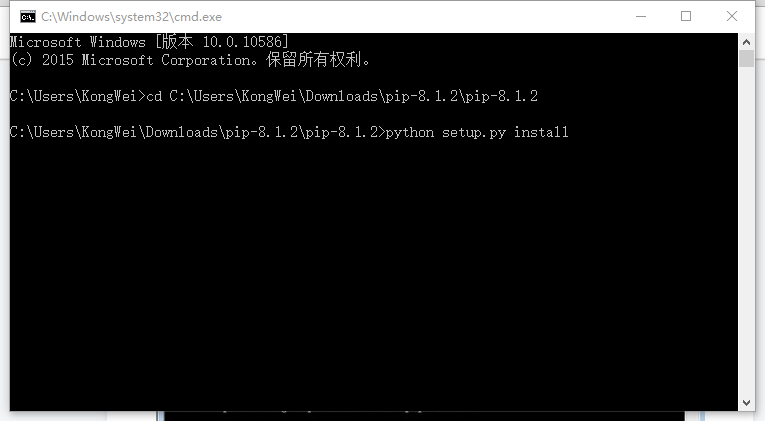 C:\Windows\system32\cmd.exe
Microsoft Windows [版本 10.0.10586]
(c) 2015 Microsoft Corporation。保留所有权利。
C:\Users\KongWei>cd C:\Users\KongWei\Downloads\pip-8.1.2\pip-8.1.2
C:\Users\KongWei\Downloads\pip-8.1.2\pip-8.1.2>python setup.py install